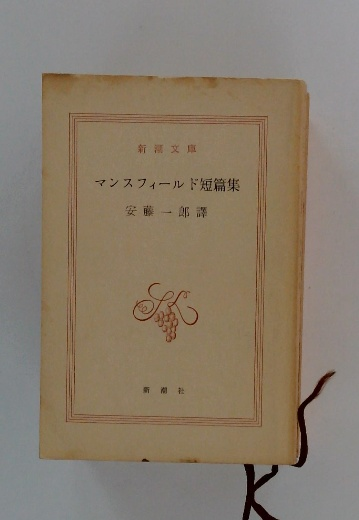 新潮文庫
マンスフィールド短篇集
安藤一郎譯
新潮社